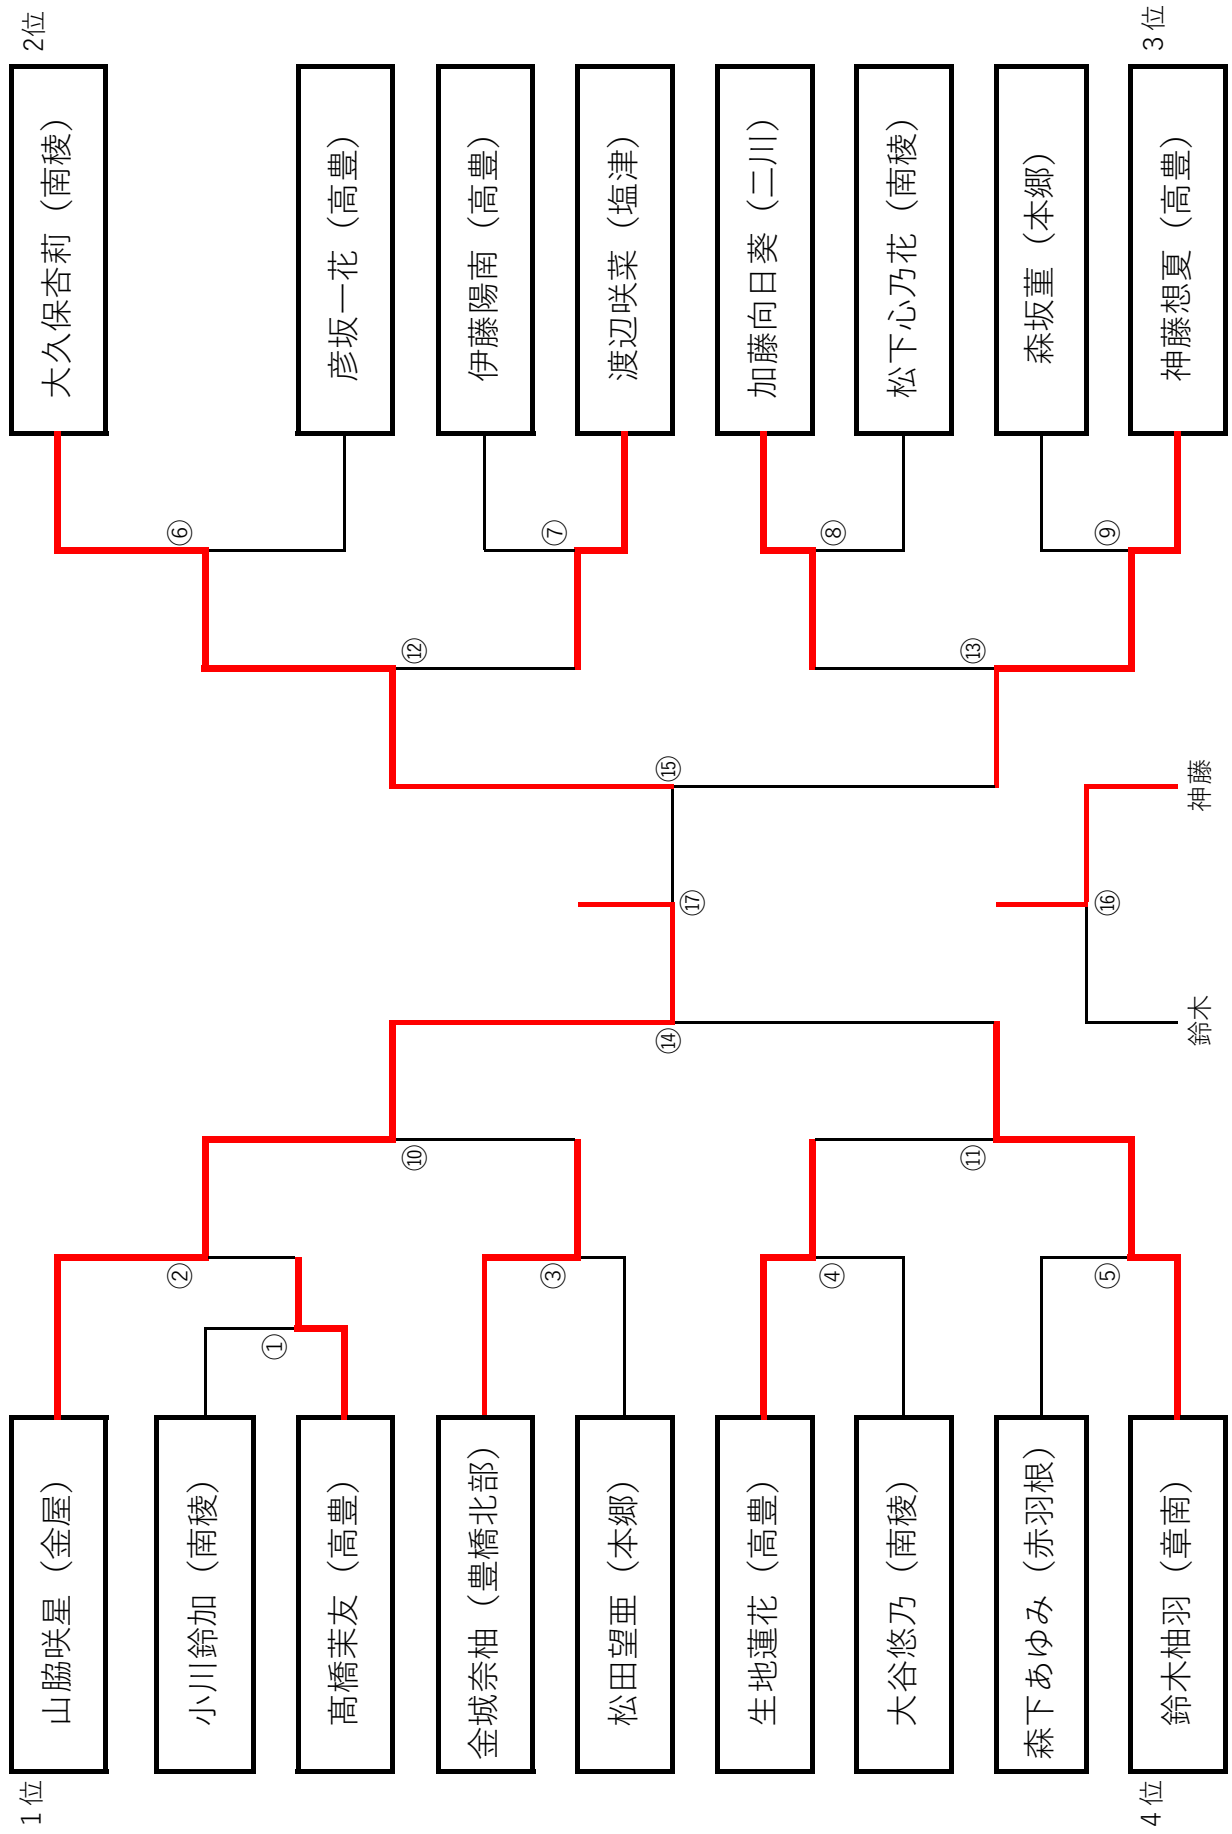 1位
山脇咲星（金屋）
小川鈴加（南稜）
髙橋茉友（高豊）
金城奈柚（豊橋北部）
松田望亜（本郷）
生地蓮花（高豊）
大谷悠乃（南稜）
森下あゆみ（赤羽根）
鈴木柚羽（章南）
4位
①
②
③
④
⑤
⑩
⑪
⑭
⑰
⑮
⑯
鈴木
神藤
⑫
⑬
⑥
⑦
⑧
⑨
2位
大久保杏莉（南稜）
彦坂一花（高豊）
伊藤陽南（高豊）
渡辺咲菜（塩津）
加藤向日葵（二川）
松下心乃花（南稜）
森坂菫（本郷）
神藤想夏（高豊）
3位